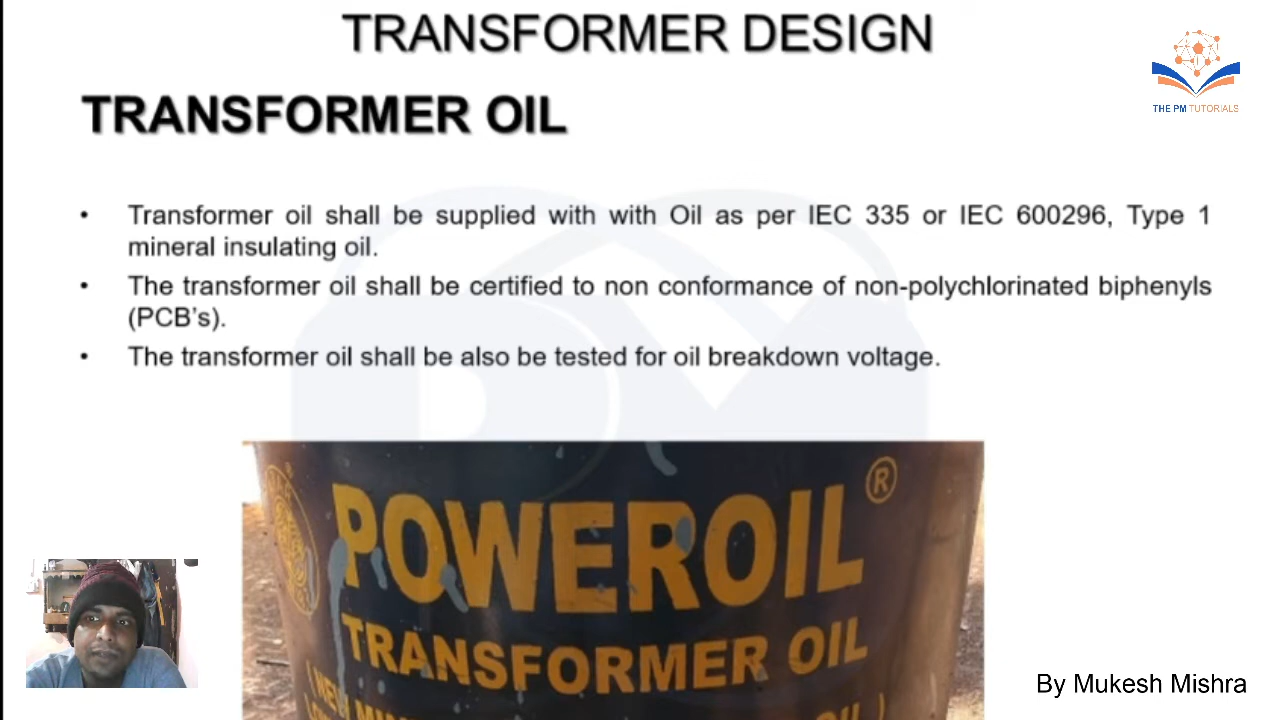 TRANSFORMER DESIGN
THE PM TUTORIALS
TRANSFORMER OIL
• Transformer oil shall be supplied with with Oil as per IEC 335 or IEC 600296, Type 1
mineral insulating oil.
• The transformer oil shall be certified to non conformance of non-polychlorinated biphenyls
(PCB's).
• The transformer oil shall be also be tested for oil breakdown voltage.
POWEROIL ®
TRANSFORMER OIL
OIL )
By Mukesh Mishra